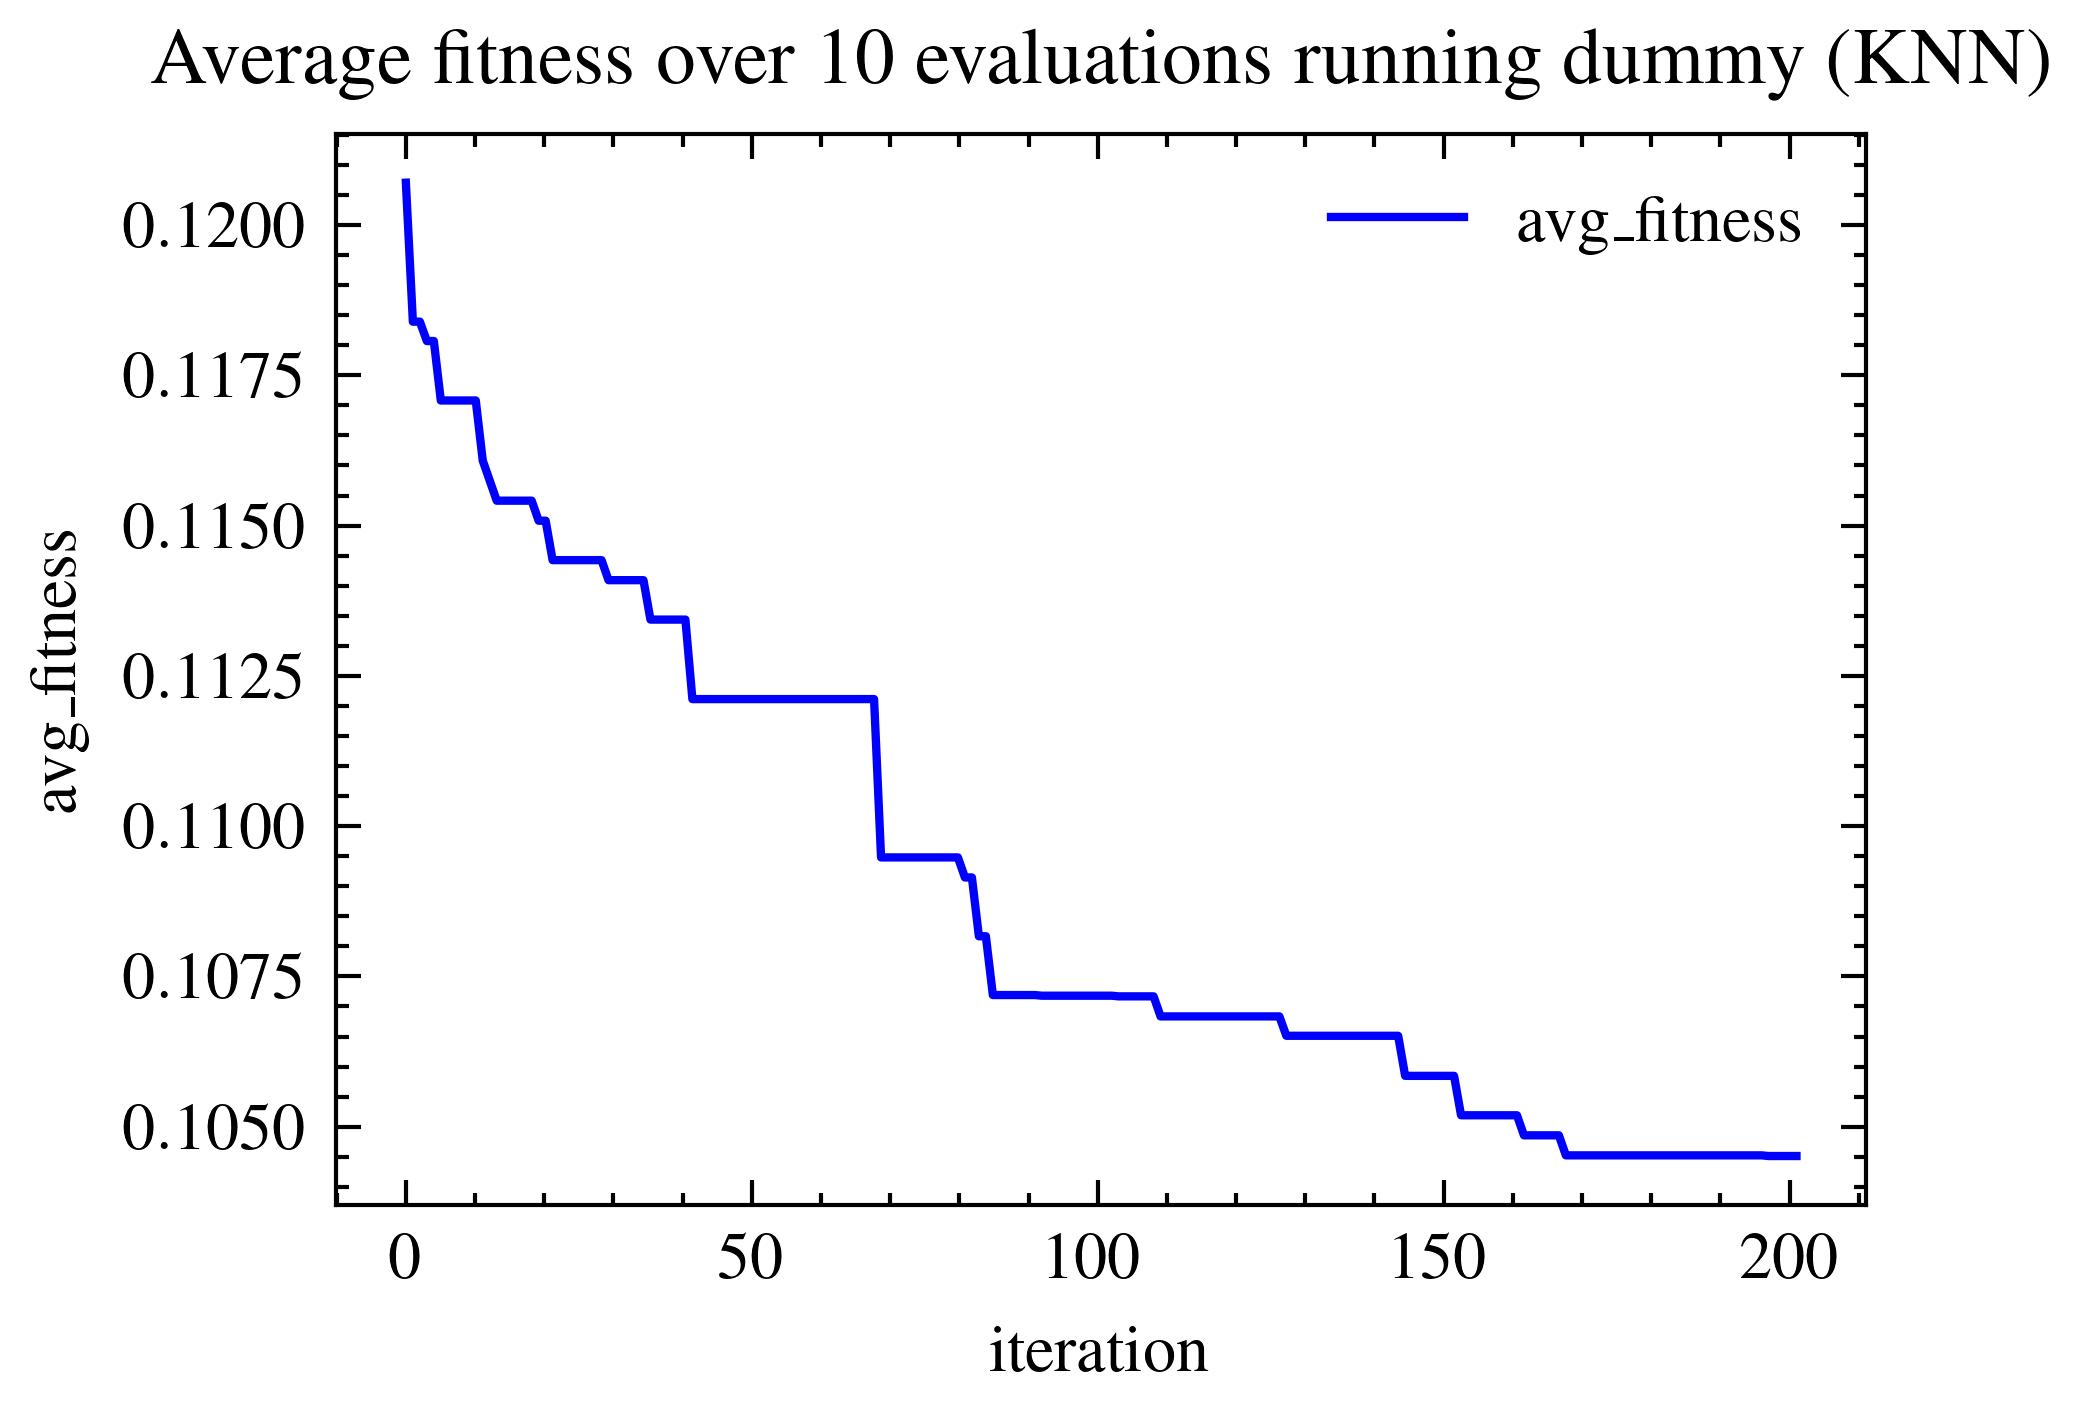 Average fitness over 10 evaluations running dummy (KNN)
avg_fitness
0.1200
0.1175
0.1150
0.1125
0.1100
0.1075
0.1050
avg_fitness
0 50 100 150 200
iteration